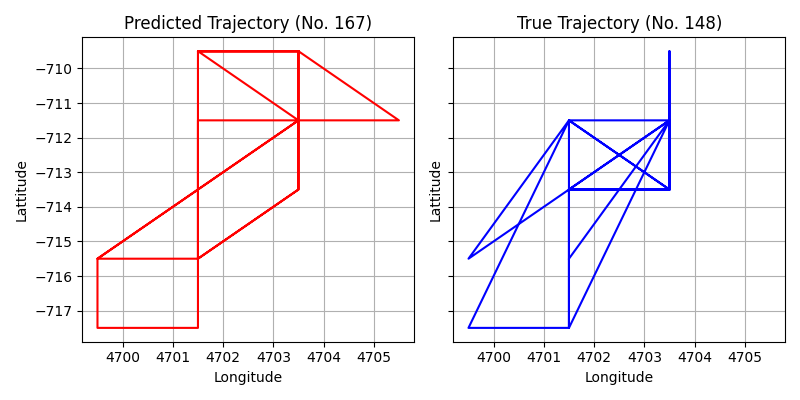 Predicted Trajectory (No. 167)
True Trajectory (No. 148)
−710
−711
−712
−713
−714
−715
−716
−717
Lattitude
Lattitude
4700 4701 4702 4703 4704 4705
4700 4701 4702 4703 4704 4705
Longitude
Longitude